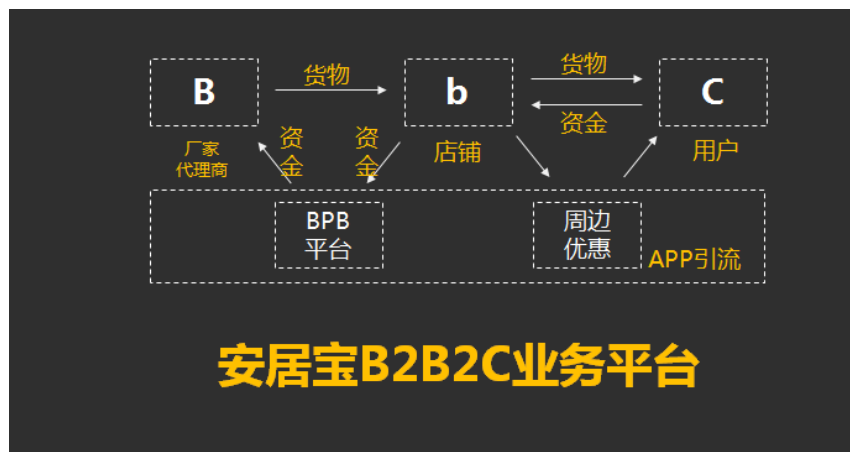 B
货物
b
货物
C
资金
厂家
代理商
资
金
资
金
店铺
用户
BPB
平台
周边
优惠
APP引流
安居宝B2B2C业务平台